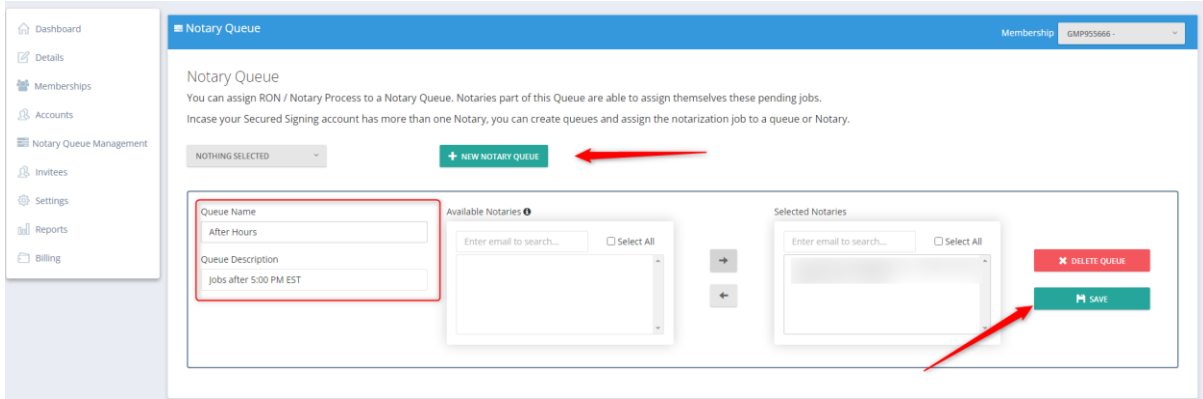 Dashboard
Details
Memberships
Accounts
Notary Queue Management
Invitees
Settings
Reports
Billing
Notary Queue
Membership GMP955666 -
Notary Queue
You can assign RON / Notary Process to a Notary Queue. Notaries part of this Queue are able to assign themselves these pending jobs.
Incase your Secured Signing account has more than one Notary, you can create queues and assign the notarization job to a queue or Notary.
NOTHING SELECTED
NEW NOTARY QUEUE
Queue Name
After Hours
Queue Description
Jobs after 5:00 PM EST
Available Notaries
Enter email to search...
Select All
Selected Notaries
Enter email to search...
Select All
DELETE QUEUE
SAVE